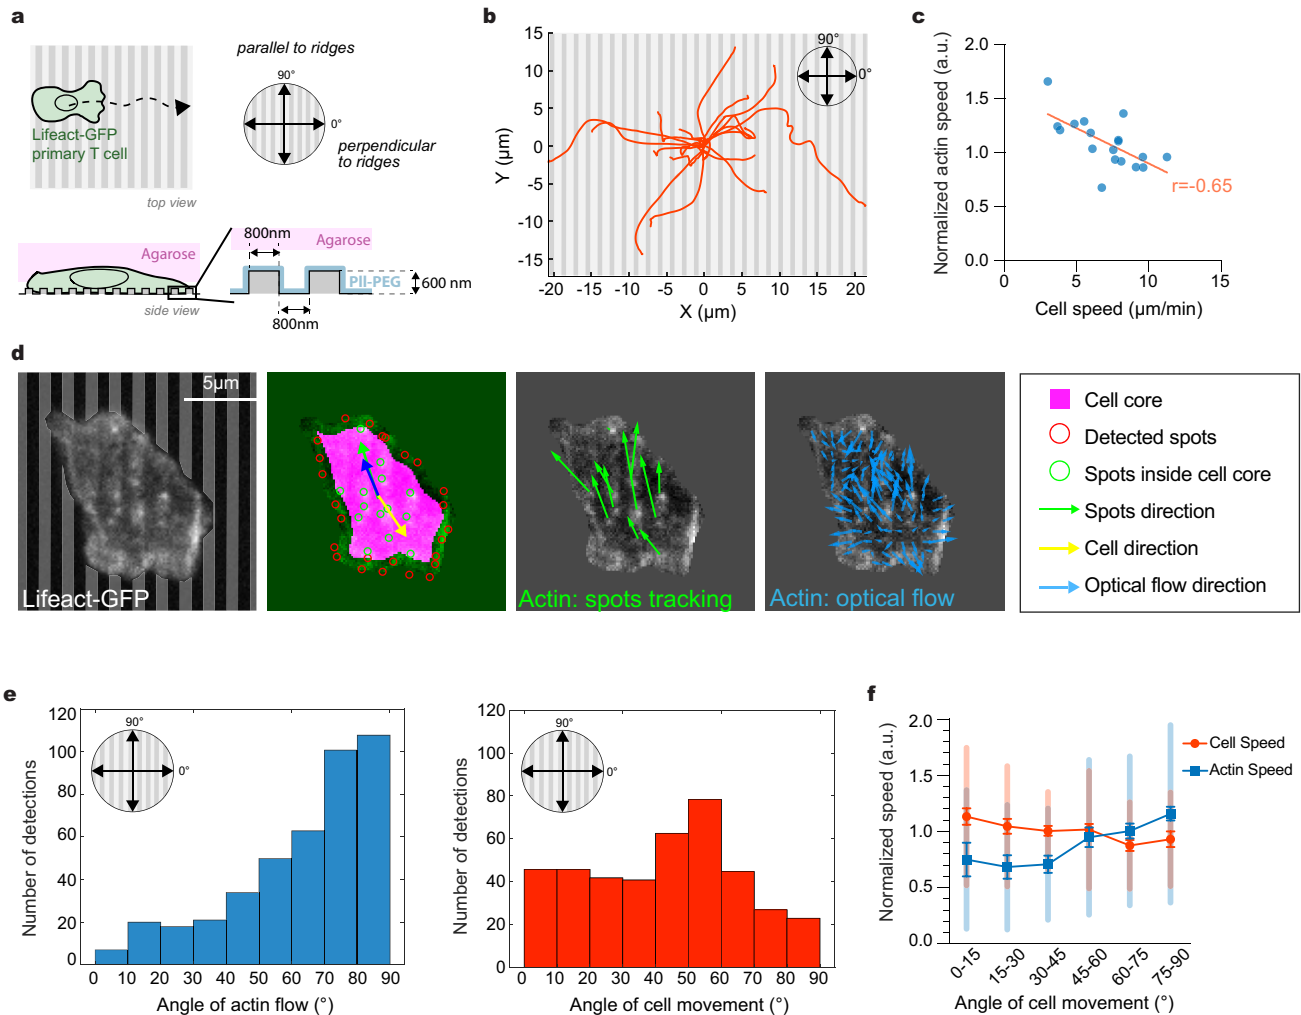 a
parallel to ridges
90°
0°
perpendicular
to ridges
Lifeact-GFP
primary T cell
top view
Agarose
side view
800nm
Agarose
Pll-PEG
600 nm
800nm
b
15
10
5
0
-5
-10
-15
Y (µm)
-20
-15
-10
-5
0
5
10
15
20
X (µm)
90°
0°
c
2.0
1.5
1.0
0.5
0.0
Normalized actin speed (a.u.)
r=-0.65
0
5
10
15
Cell speed (µm/min)
d
5µm
Lifeact-GFP
Actin: spots tracking
Actin: optical flow
Cell core
Detected spots
Spots inside cell core
Spots direction
Cell direction
Optical flow direction
e
120
100
80
60
40
20
0
Number of detections
90°
0°
0
10
20
30
40
50
60
70
80
90
Angle of actin flow (°)
120
100
80
60
40
20
0
Number of detections
90°
0°
0
10
20
30
40
50
60
70
80
90
Angle of cell movement (°)
f
2.0
1.5
1.0
0.5
0.0
Normalized speed (a.u.)
Cell Speed
Actin Speed
0-15
15-30
30-45
45-60
60-75
75-90
Angle of cell movement (°)